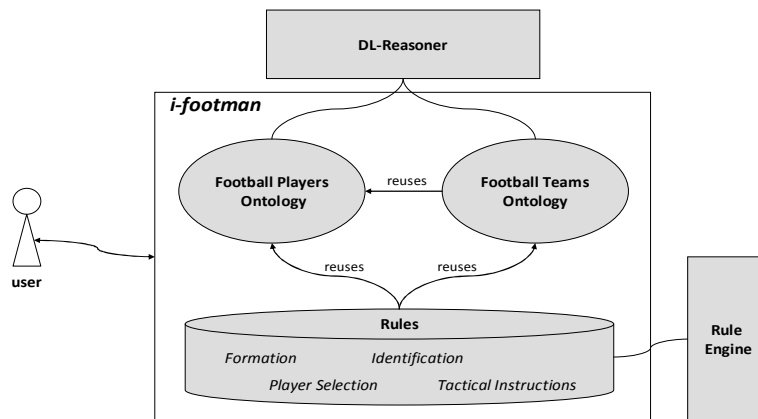 DL-Reasoner
i-footman
Football Players
Ontology
reuses
Football Teams
Ontology
user
reuses
reuses
Rules
Formation
Identification
Player Selection
Tactical Instructions
Rule
Engine